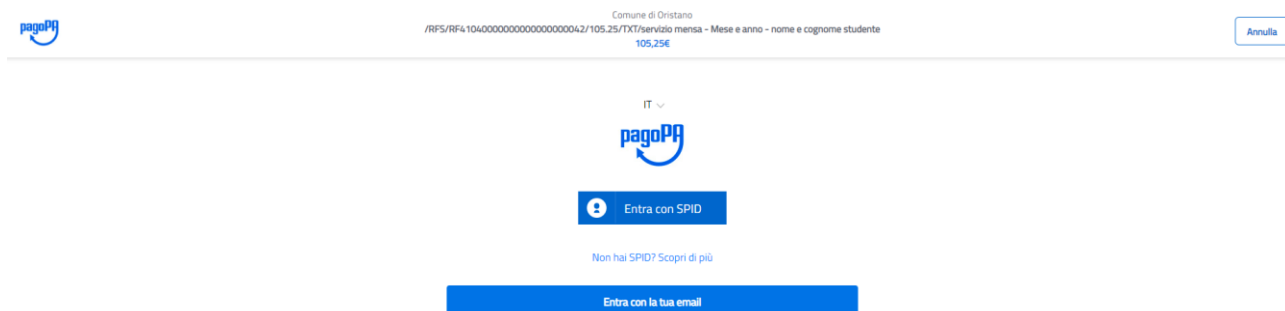 pagoPA
Comune di Oristano
/RFS/RF41040000000000000000042/105.25/TXT/servizio mensa - Mese e anno - nome e cognome studente
105,25€
Annulla
IT
pagoPA
Entra con SPID
Non hai SPID? Scopri di più
Entra con la tua email